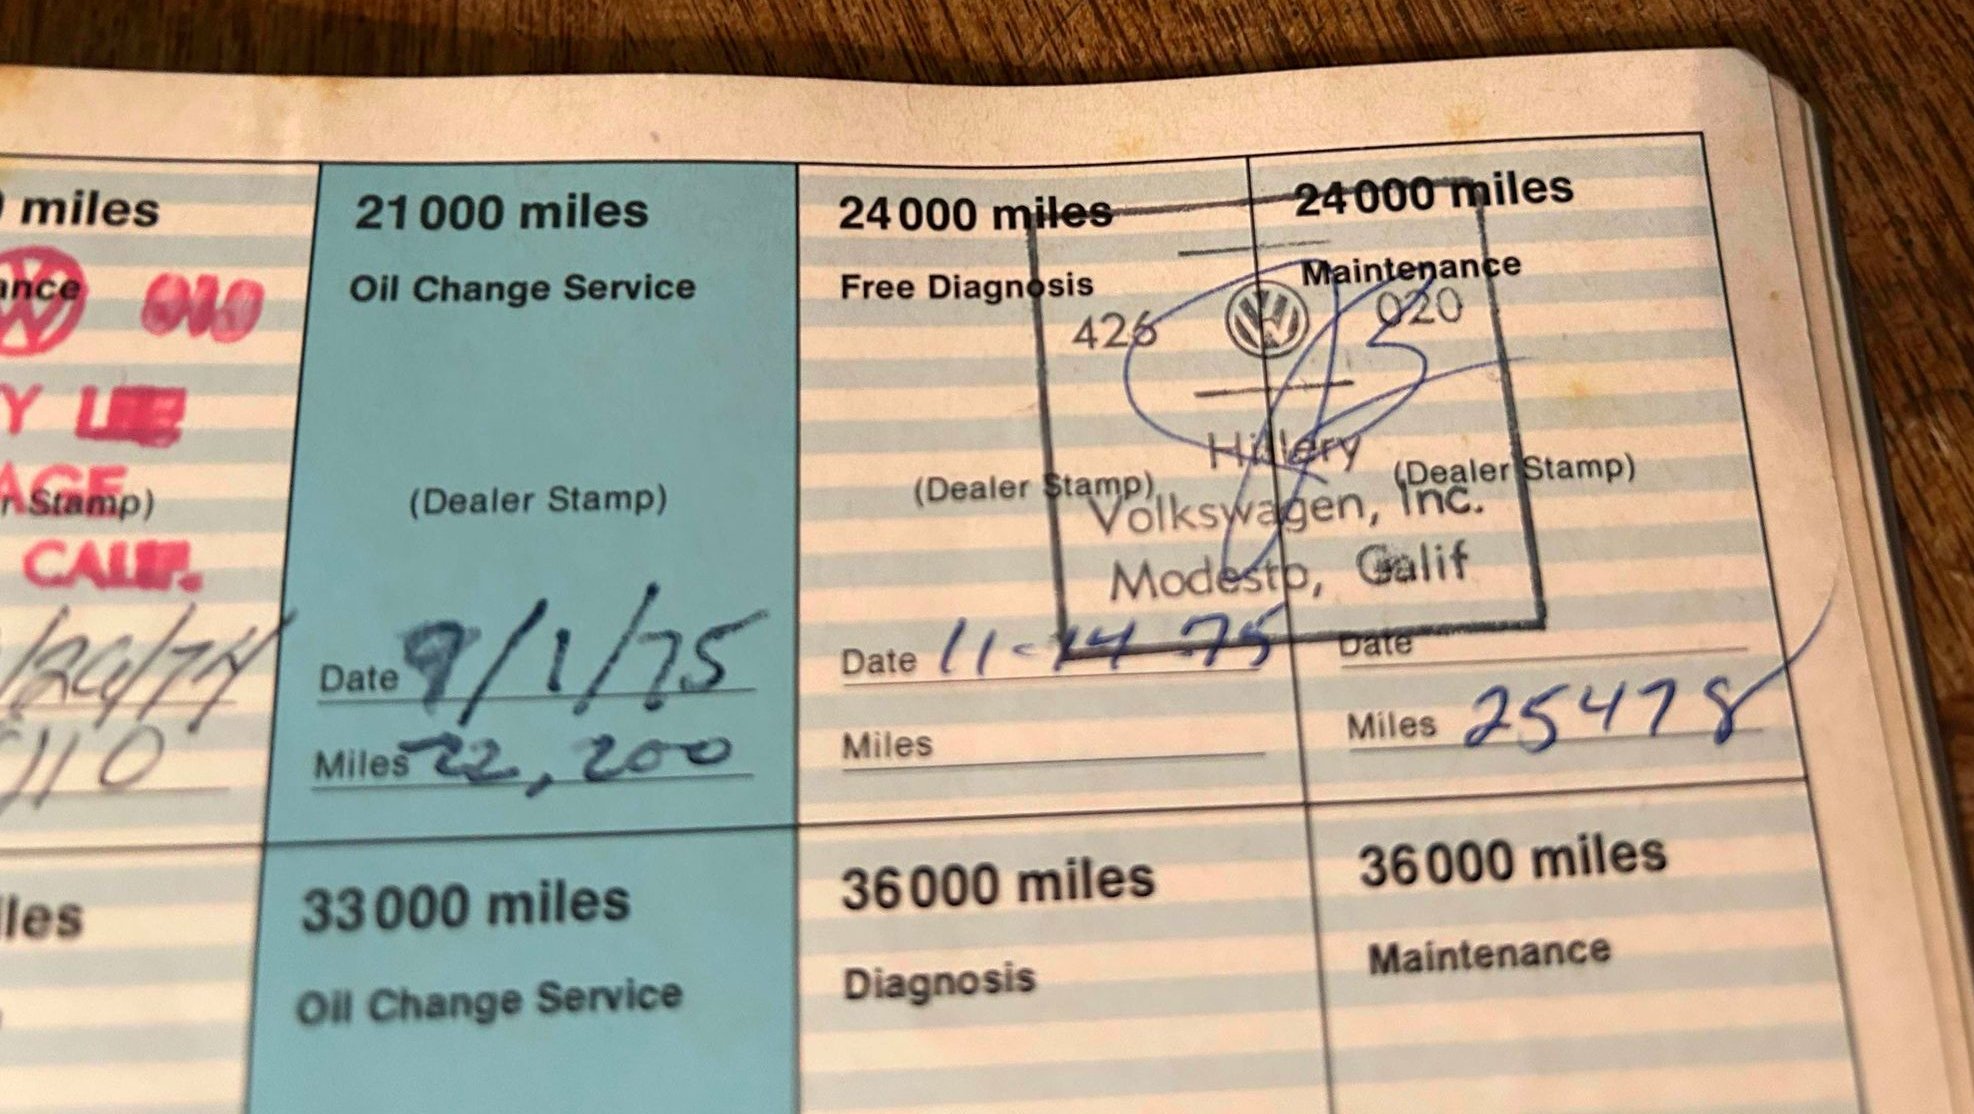 miles
21 000 miles
24 000 miles
24 000 miles
Oil Change Service
Free Diagnosis
Maintenance
426
020
Hillery
Volkswagen, Inc.
Modesto, Calif
LEE
CALIF.
(Dealer Stamp)
(Dealer Stamp)
(Dealer Stamp)
Date 9/1/75
Date 11-14-75
Date
Miles 22,200
Miles
Miles 25478
33 000 miles
36 000 miles
36 000 miles
Oil Change Service
Diagnosis
Maintenance